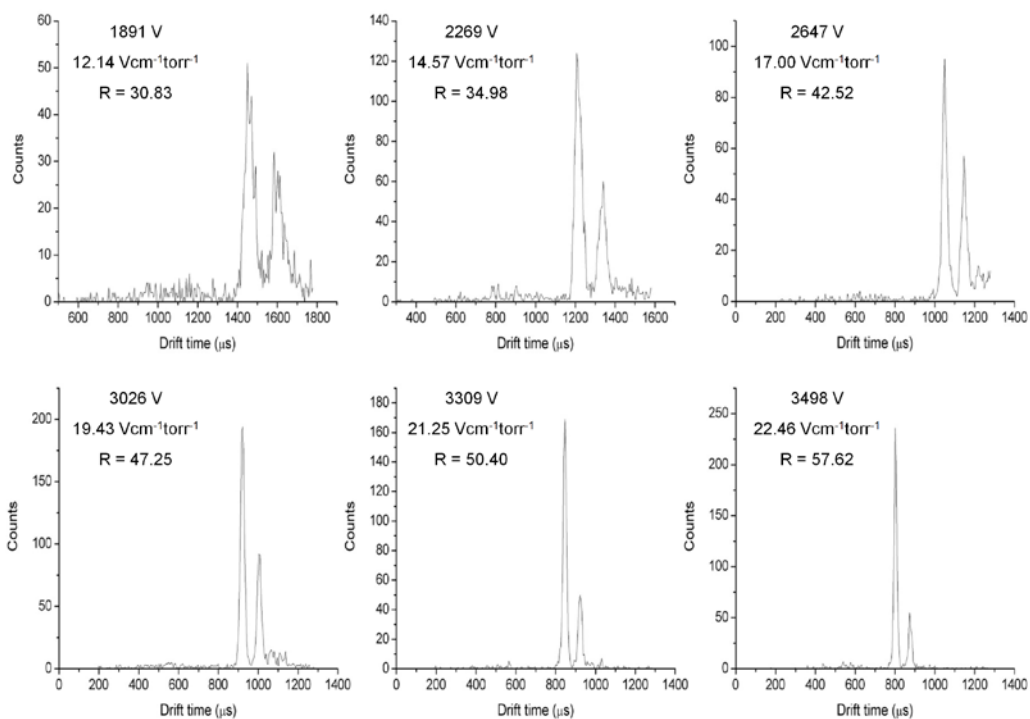 1891 V
12.14 Vcm⁻¹torr⁻¹
R = 30.83
Counts
60
50
40
30
20
10
0
600 800 1000 1200 1400 1600 1800
Drift time (μs)
2269 V
14.57 Vcm⁻¹torr⁻¹
R = 34.98
Counts
140
120
100
80
60
40
20
0
400 600 800 1000 1200 1400 1600
Drift time (μs)
2647 V
17.00 Vcm⁻¹torr⁻¹
R = 42.52
Counts
100
80
60
40
20
0
0 200 400 600 800 1000 1200 1400
Drift time (μs)
3026 V
19.43 Vcm⁻¹torr⁻¹
R = 47.25
Counts
200
150
100
50
0
0 200 400 600 800 1000 1200 1400
Drift time (μs)
3309 V
21.25 Vcm⁻¹torr⁻¹
R = 50.40
Counts
180
160
140
120
100
80
60
40
20
0
0 200 400 600 800 1000 1200 1400
Drift time (μs)
3498 V
22.46 Vcm⁻¹torr⁻¹
R = 57.62
Counts
250
200
150
100
50
0
0 200 400 600 800 1000 1200 1400
Drift time (μs)